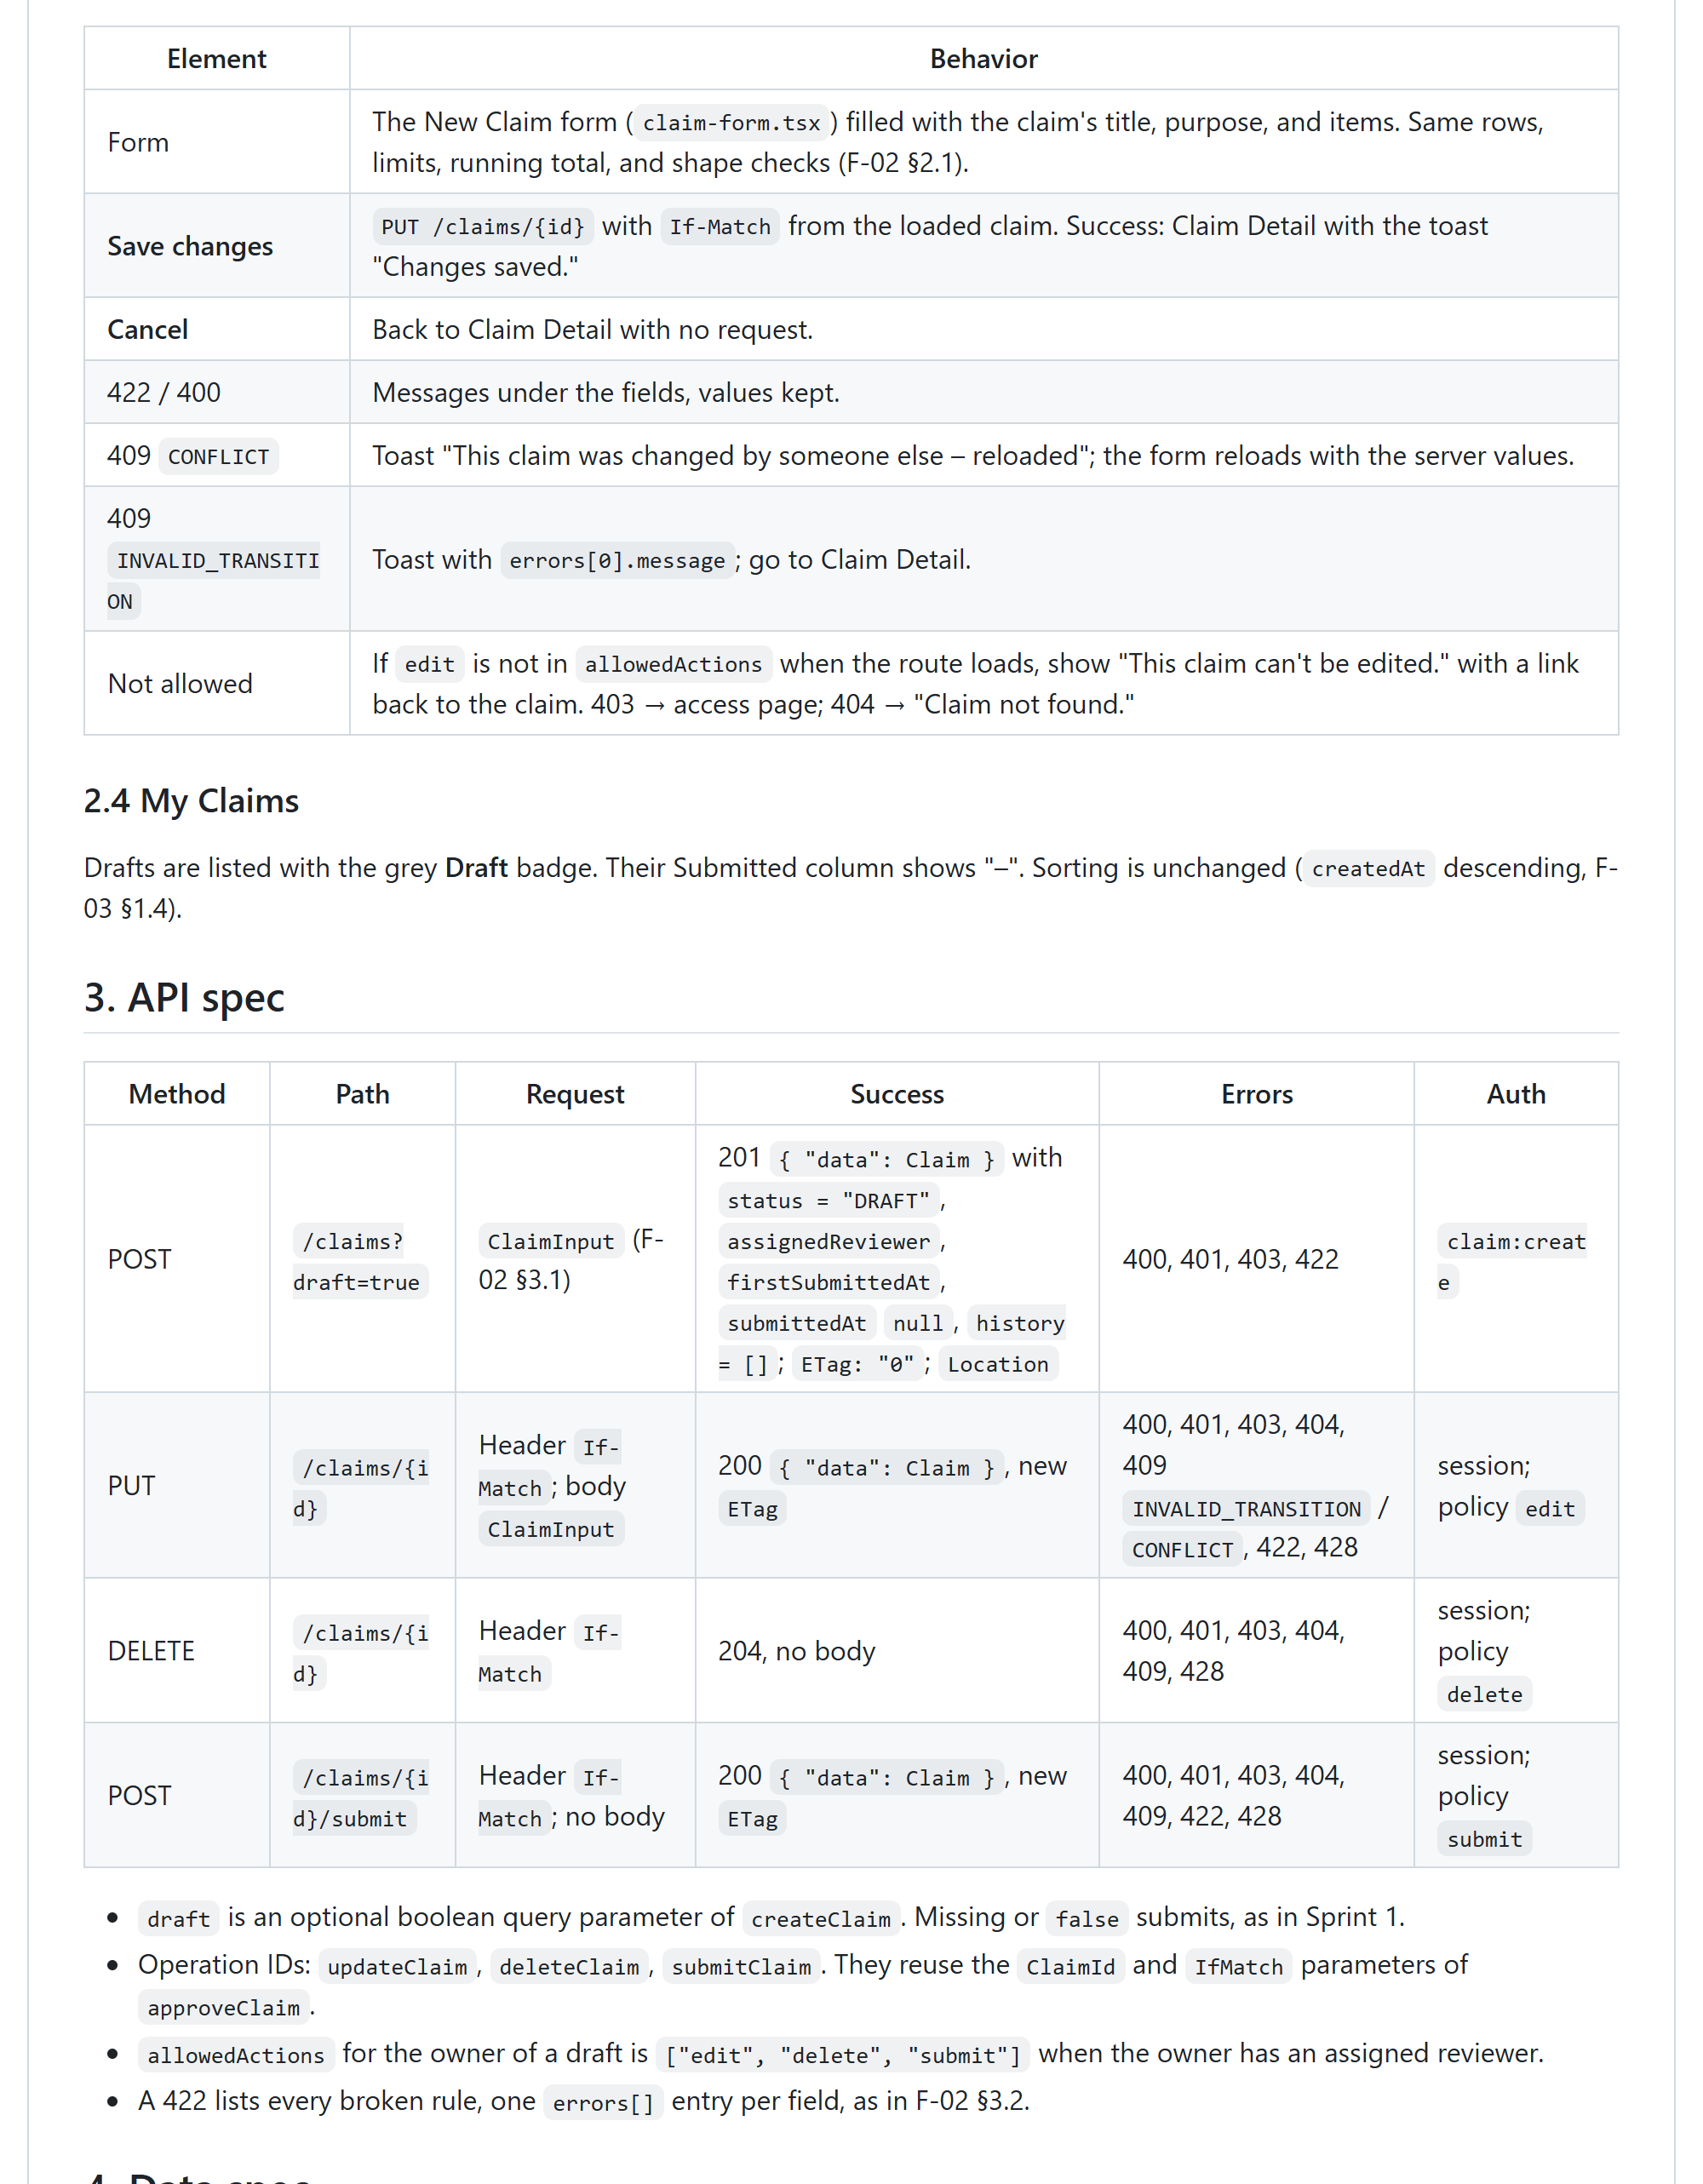 Element Behavior
Form
The New Claim form ( claim-form.tsx ) filled with the claim's title, purpose, and items. Same rows,
limits, running total, and shape checks (F-02 §2.1).
Save changes
PUT /claims/{id} with If-Match from the loaded claim. Success: Claim Detail with the toast
"Changes saved."
Cancel Back to Claim Detail with no request.
422 / 400 Messages under the fields, values kept.
409 CONFLICT Toast "This claim was changed by someone else – reloaded"; the form reloads with the server values.
409
INVALID_TRANSITI
ON
Toast with errors[0].message ; go to Claim Detail.
Not allowed
If edit is not in allowedActions when the route loads, show "This claim can't be edited." with a link
back to the claim. 403 → access page; 404 → "Claim not found."
2.4 My Claims
Drafts are listed with the grey Draft badge. Their Submitted column shows "–". Sorting is unchanged ( createdAt descending, F-
03 §1.4).
3. API spec
Method Path Request Success Errors Auth
POST
/claims?
draft=true
ClaimInput (F-
02 §3.1)
201 { "data": Claim } with
status = "DRAFT" ,
assignedReviewer ,
firstSubmittedAt ,
submittedAt null , history
= [] ; ETag: "0" ; Location
400, 401, 403, 422
claim:creat
e
PUT
/claims/{i
d}
Header If-
Match ; body
ClaimInput
200 { "data": Claim } , new
ETag
400, 401, 403, 404,
409
INVALID_TRANSITION /
CONFLICT , 422, 428
session;
policy edit
DELETE
/claims/{i
d}
Header If-
Match
204, no body
400, 401, 403, 404,
409, 428
session;
policy
delete
POST
/claims/{i
d}/submit
Header If-
Match ; no body
200 { "data": Claim } , new
ETag
400, 401, 403, 404,
409, 422, 428
session;
policy
submit
• draft is an optional boolean query parameter of createClaim . Missing or false submits, as in Sprint 1.
• Operation IDs: updateClaim , deleteClaim , submitClaim . They reuse the ClaimId and IfMatch parameters of
approveClaim .
• allowedActions for the owner of a draft is ["edit", "delete", "submit"] when the owner has an assigned reviewer.
• A 422 lists every broken rule, one errors[] entry per field, as in F-02 §3.2.
4. Data spec